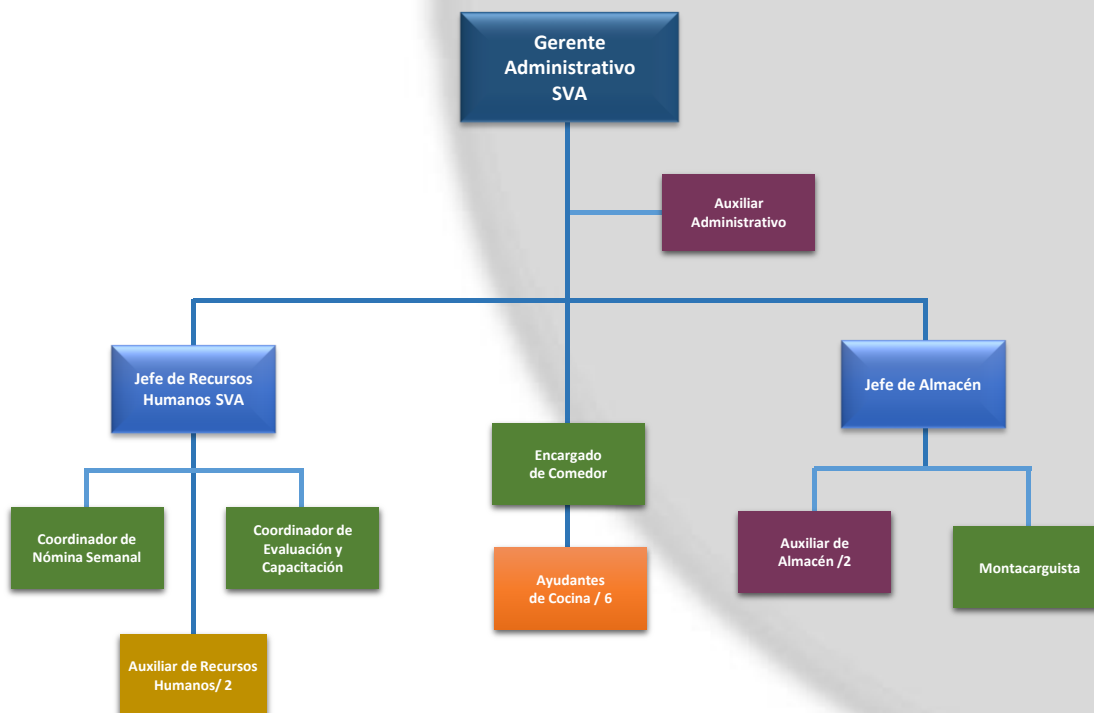 Gerente
Administrativo
SVA
Auxiliar
Administrativo
Jefe de Recursos
Humanos SVA
Jefe de Almacén
Encargado
de Comedor
Coordinador de
Nómina Semanal
Coordinador de
Evaluación y
Capacitación
Auxiliar de
Almacén /2
Montacarguista
Ayudantes
de Cocina / 6
Auxiliar de Recursos
Humanos/ 2